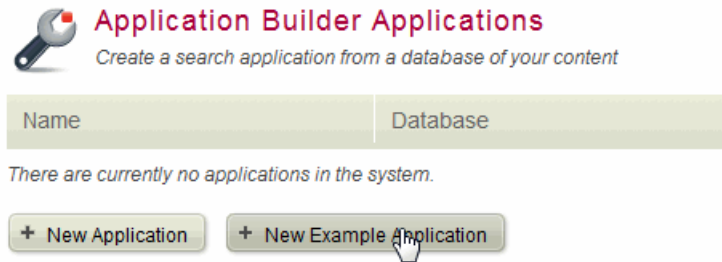 Application Builder Applications
Create a search application from a database of your content
Name Database
There are currently no applications in the system.
+ New Application + New Example Application